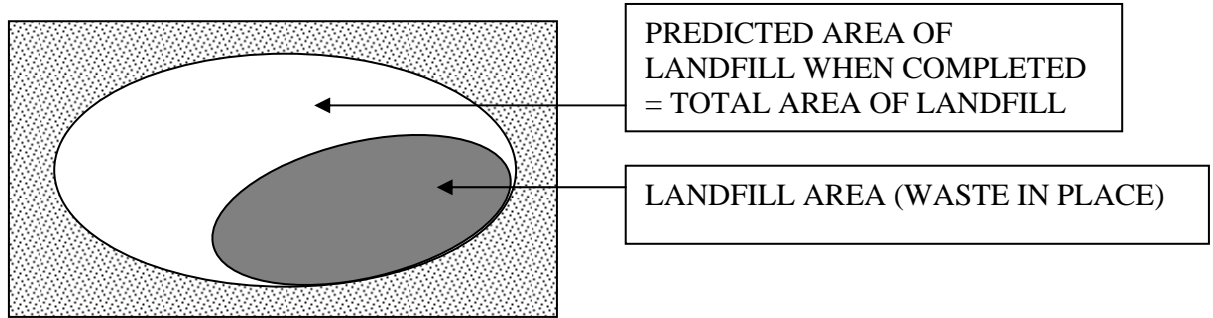 PREDICTED AREA OF
LANDFILL WHEN COMPLETED
= TOTAL AREA OF LANDFILL
LANDFILL AREA (WASTE IN PLACE)